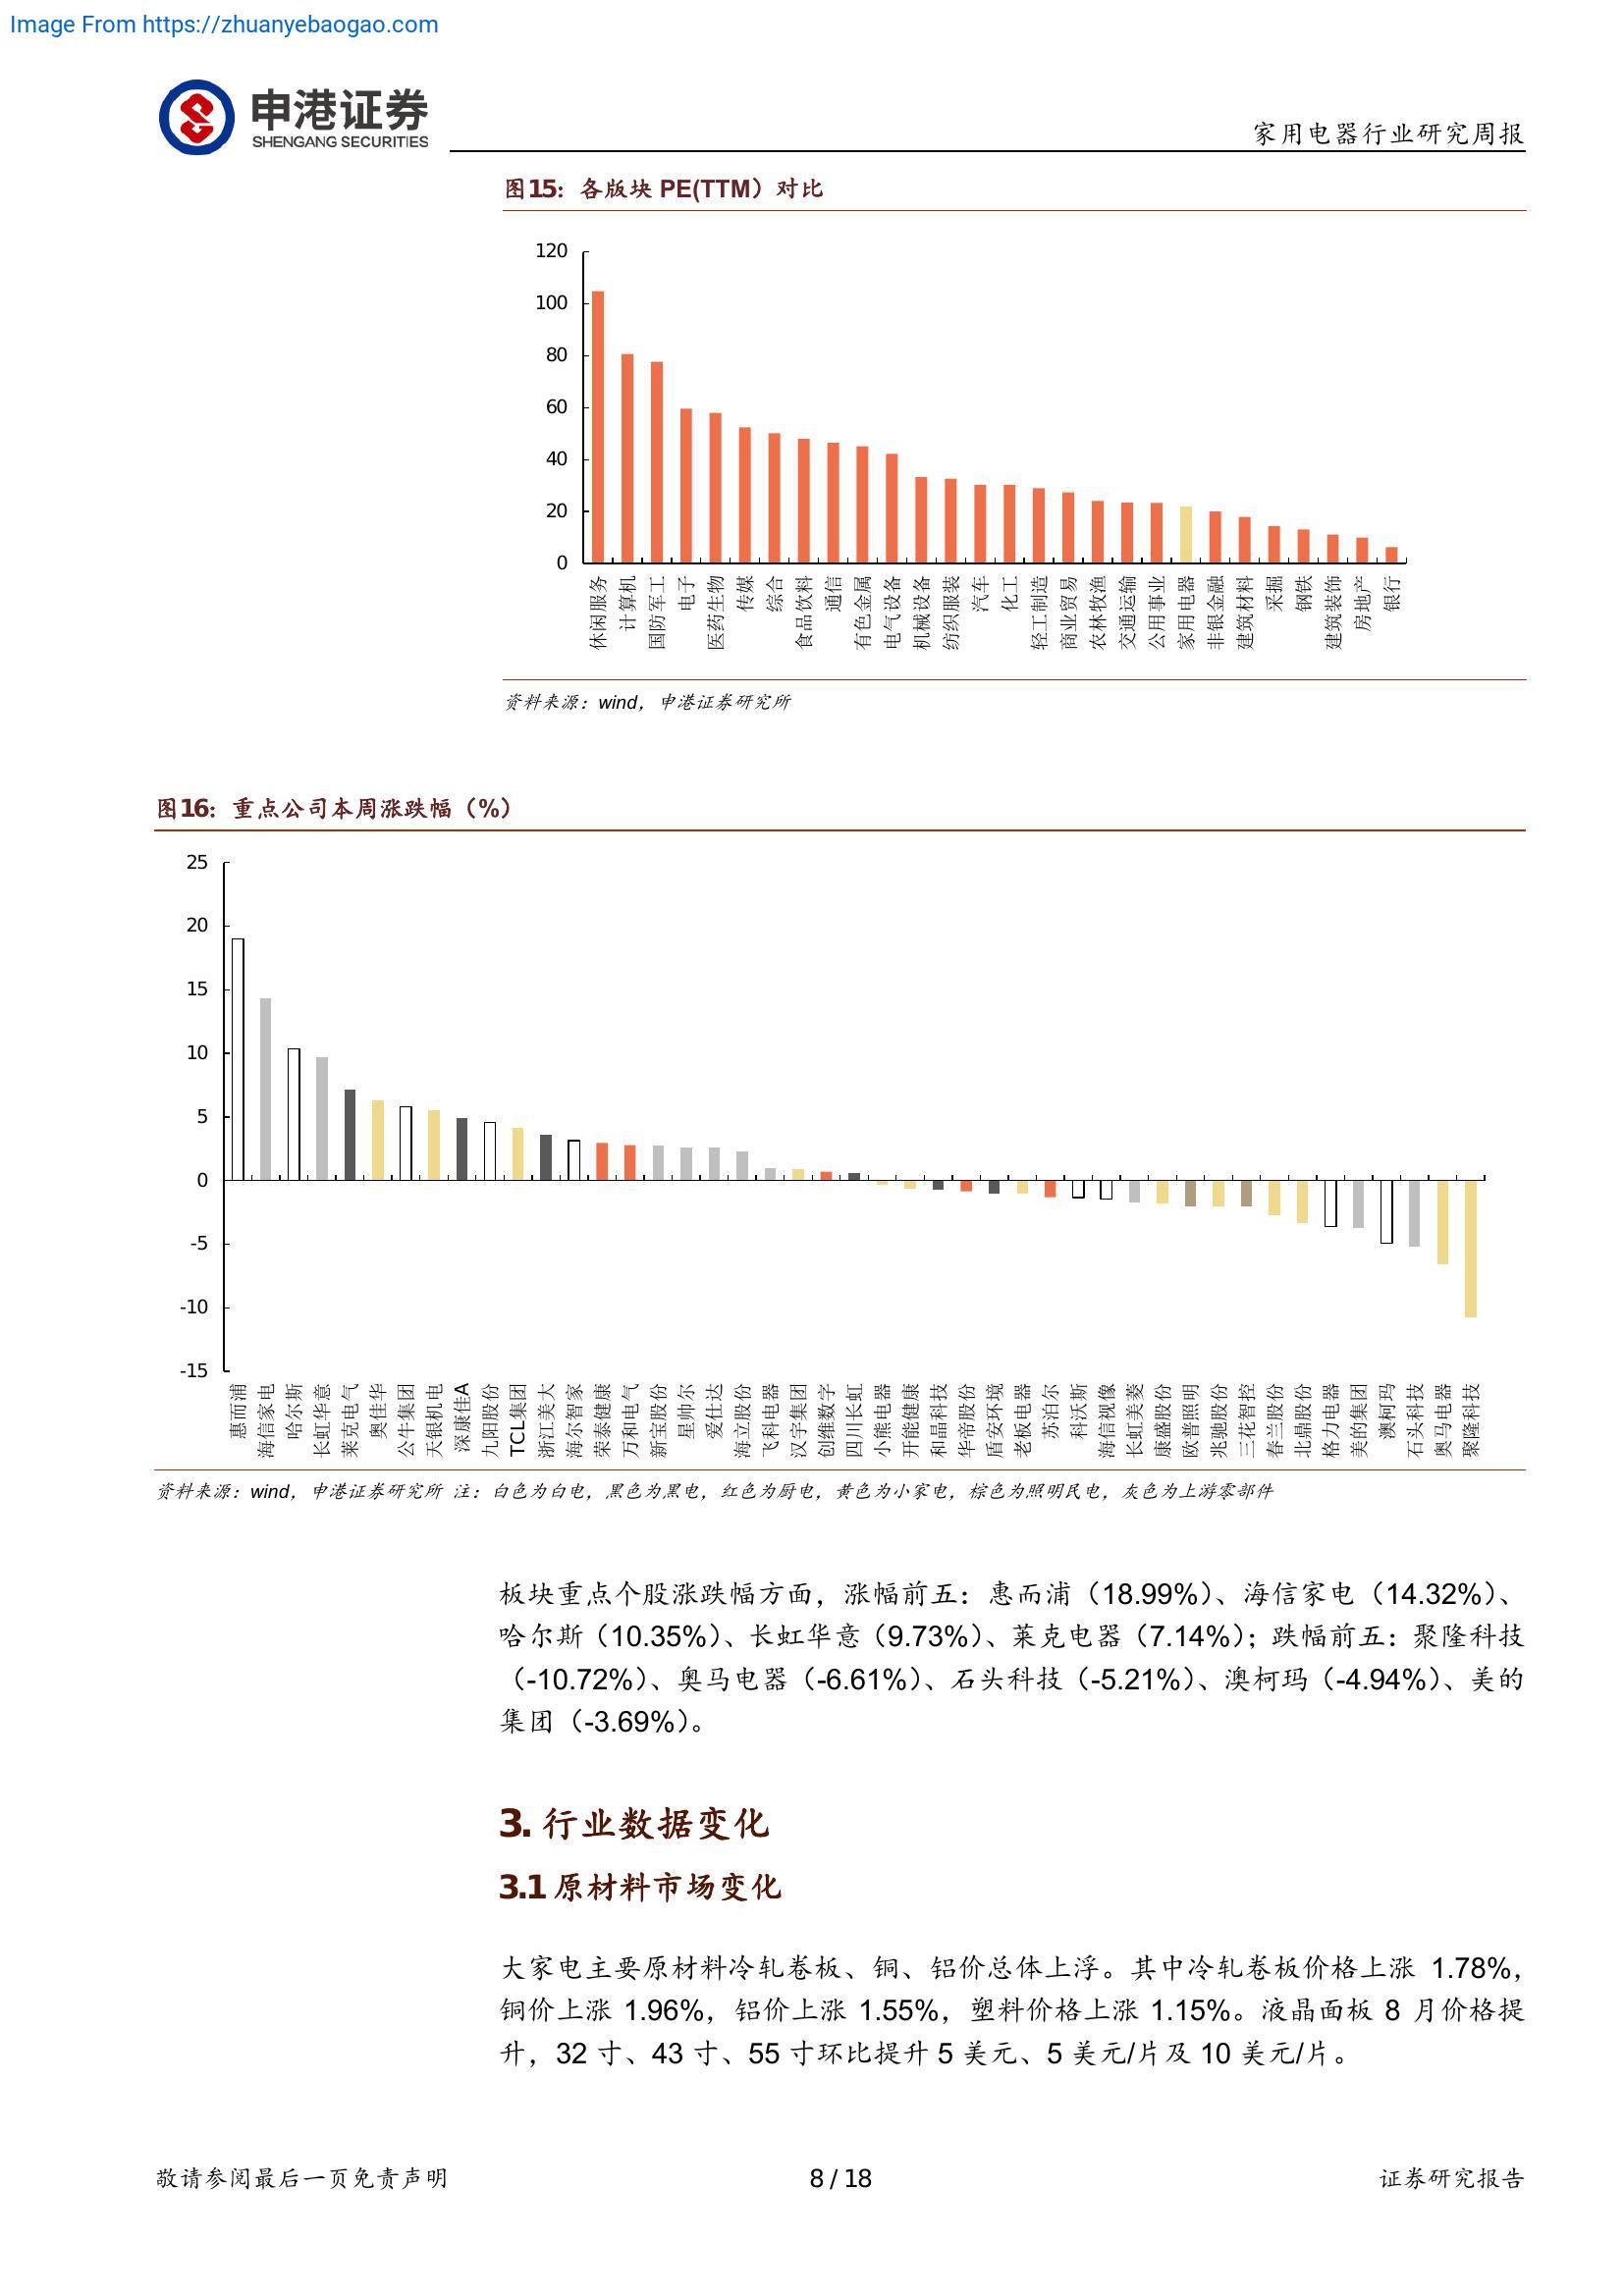 Image From https://zhuanyebaogao.com
申港证券
SHENGANG SECURITIES
家用电器行业研究周报
图15：各版块 PE(TTM）对比
120
100
80
60
40
20
0
休闲服务
计算机
国防军工
电子
医药生物
传媒
综合
食品饮料
通信
有色金属
电气设备
机械设备
纺织服装
汽车
化工
轻工制造
商业贸易
农林牧渔
交通运输
公用事业
家用电器
非银金融
建筑材料
采掘
钢铁
建筑装饰
房地产
银行
资料来源：wind，申港证券研究所
图16：重点公司本周涨跌幅（%）
25
20
15
10
5
0
-5
-10
-15
惠而浦
海信家电
哈尔斯
长虹华意
莱克电气
奥佳华
公牛集团
天银机电
深康佳A
九阳股份
TCL集团
浙江美大
海尔智家
荣泰健康
万和电气
新宝股份
星帅尔
爱仕达
海立股份
飞科电器
汉宇集团
创维数字
四川长虹
小熊电器
开能健康
和晶科技
华帝股份
盾安环境
老板电器
苏泊尔
科沃斯
海信视像
长虹美菱
康盛股份
欧普照明
兆驰股份
三花智控
春兰股份
北鼎股份
格力电器
美的集团
澳柯玛
石头科技
奥马电器
聚隆科技
资料来源：wind，申港证券研究所 注：白色为白电，黑色为黑电，红色为厨电，黄色为小家电，棕色为照明民电，灰色为上游零部件
板块重点个股涨跌幅方面，涨幅前五：惠而浦（18.99%）、海信家电（14.32%）、
哈尔斯（10.35%）、长虹华意（9.73%）、莱克电器（7.14%）；跌幅前五：聚隆科技
（-10.72%）、奥马电器（-6.61%）、石头科技（-5.21%）、澳柯玛（-4.94%）、美的
集团（-3.69%）。
3. 行业数据变化
3.1 原材料市场变化
大家电主要原材料冷轧卷板、铜、铝价总体上浮。其中冷轧卷板价格上涨 1.78%，
铜价上涨 1.96%，铝价上涨 1.55%，塑料价格上涨 1.15%。液晶面板 8 月价格提
升，32 寸、43 寸、55 寸环比提升 5 美元、5 美元/片及 10 美元/片。
敬请参阅最后一页免责声明
8 / 18
证券研究报告